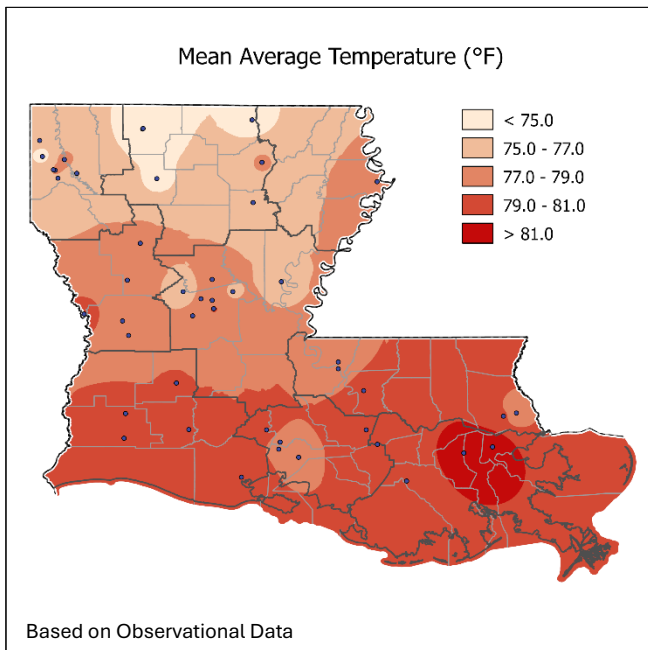 Mean Average Temperature (°F)
< 75.0
75.0 - 77.0
77.0 - 79.0
79.0 - 81.0
> 81.0
Based on Observational Data